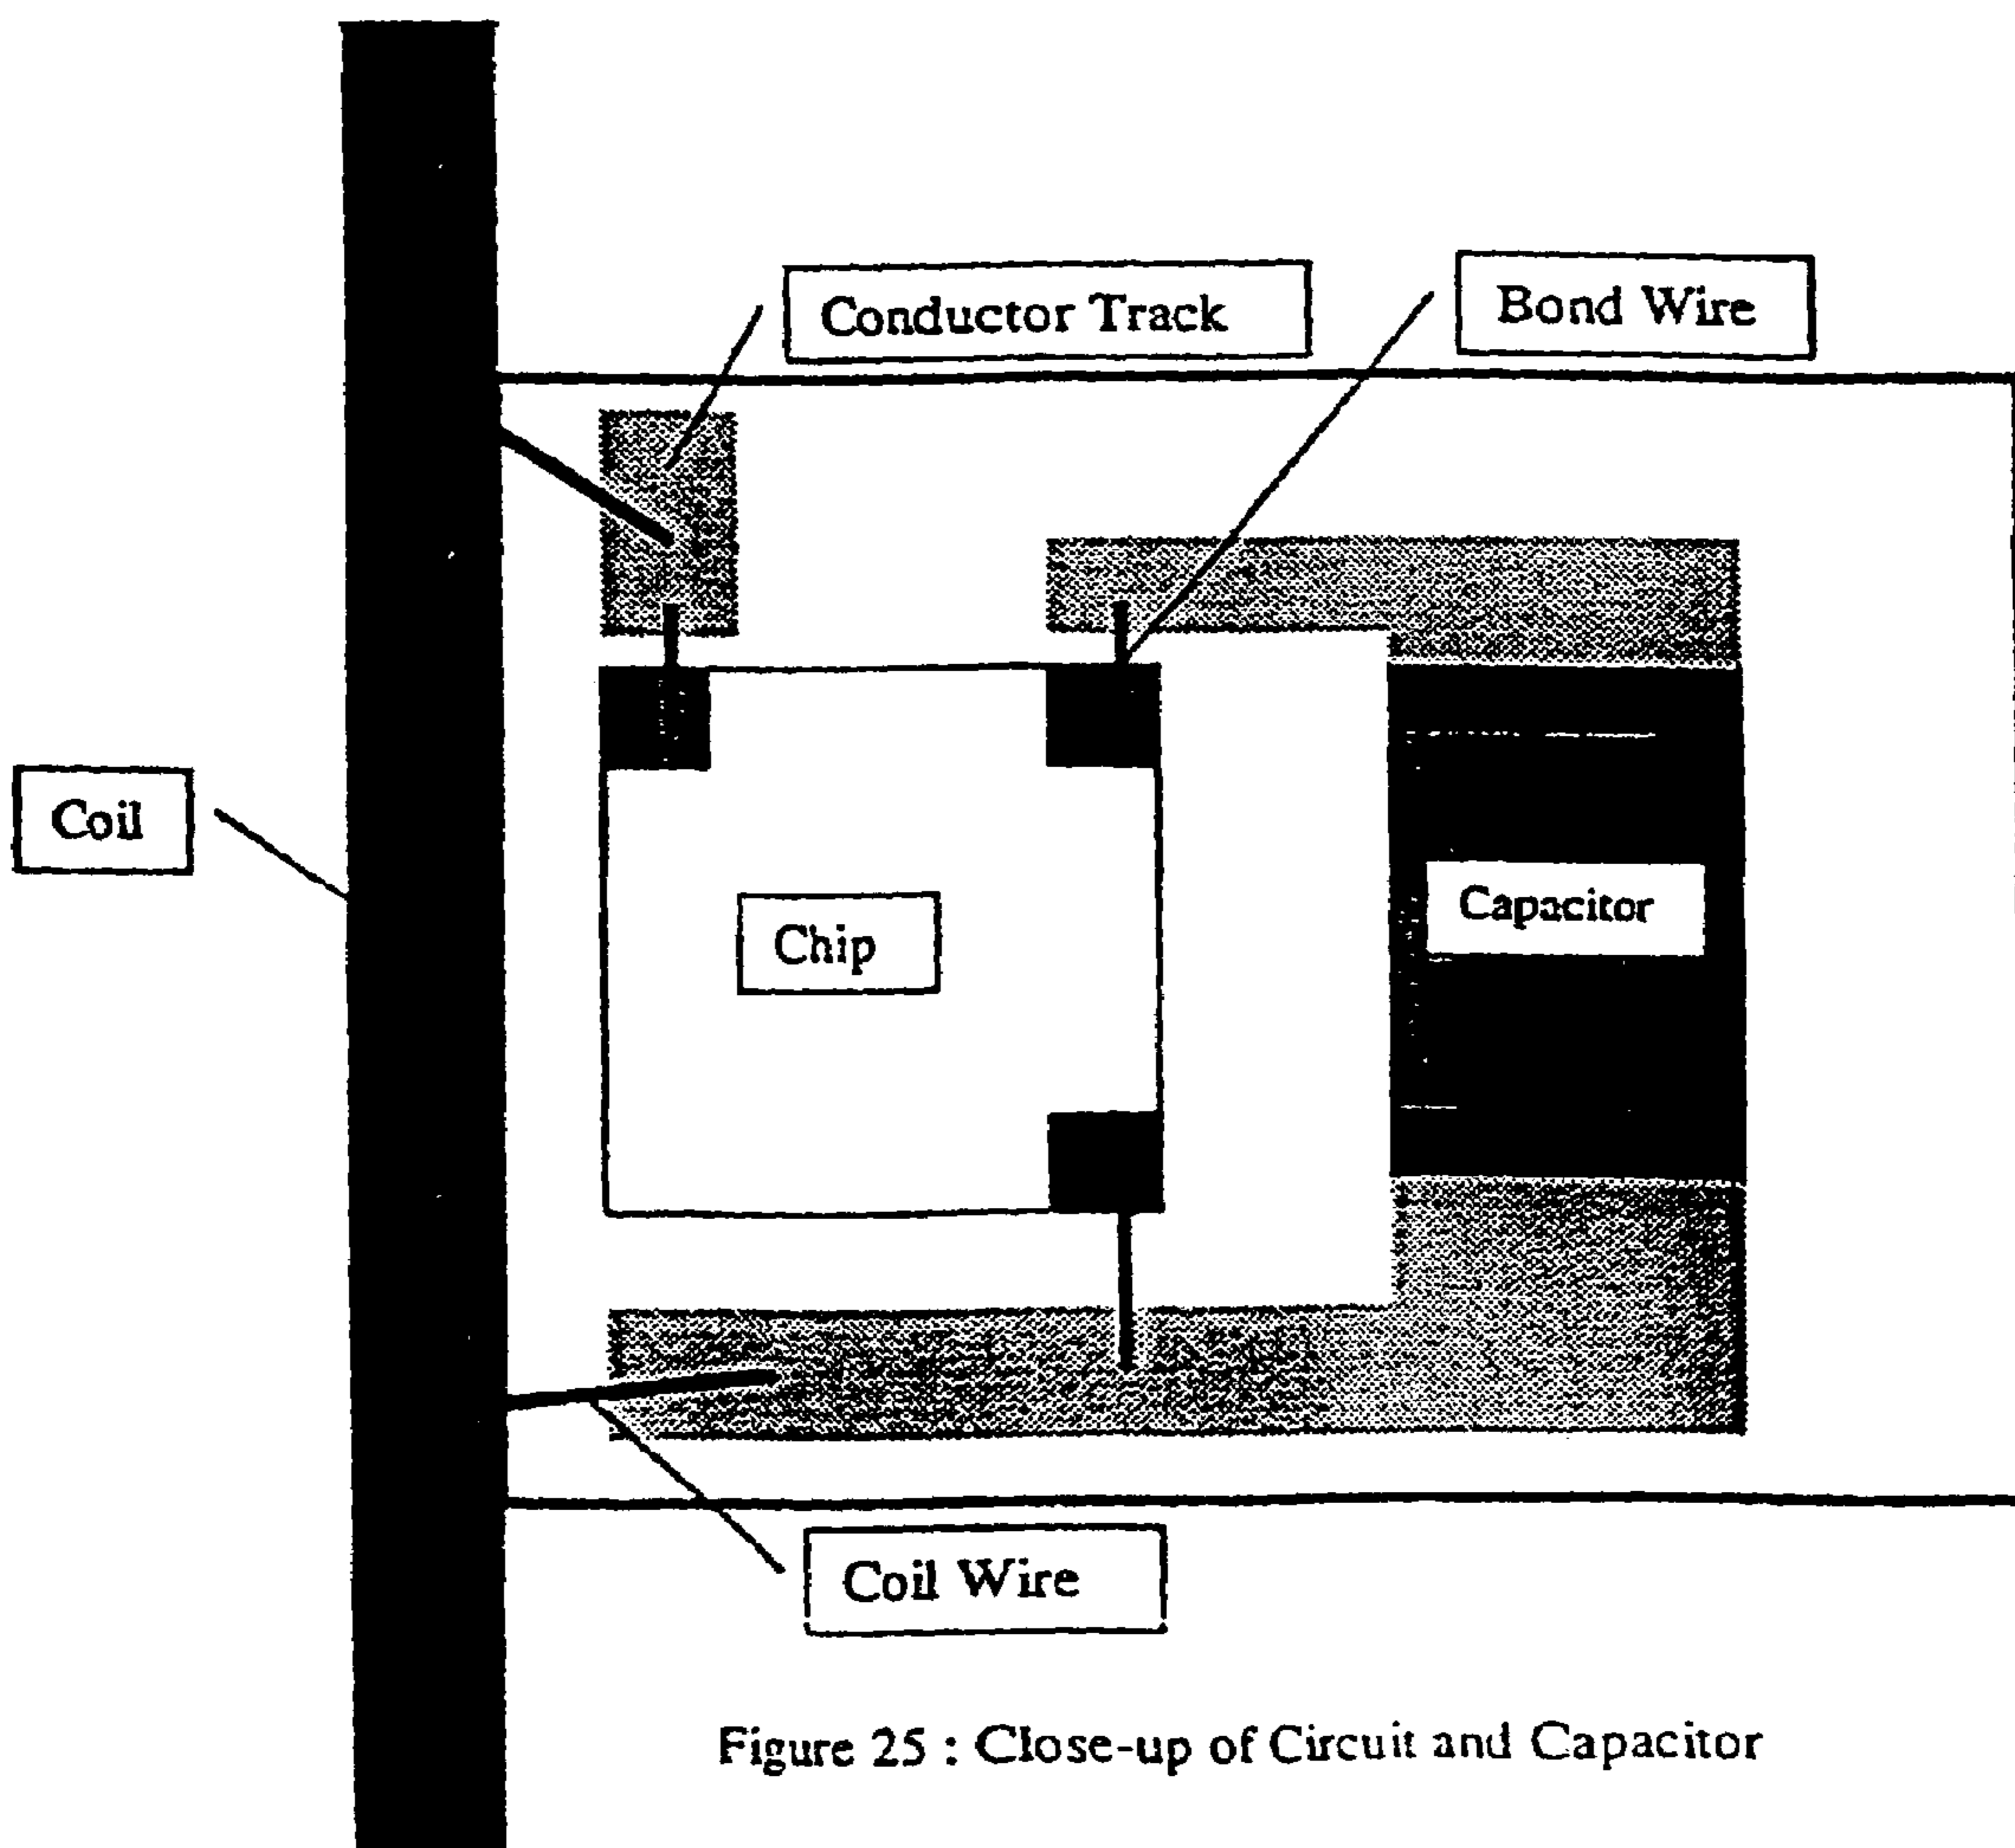 Conductor Track
Bond Wire
Coil
Chip
Capacitor
Coil Wire
Figure 25 : Close-up of Circuit and Capacitor